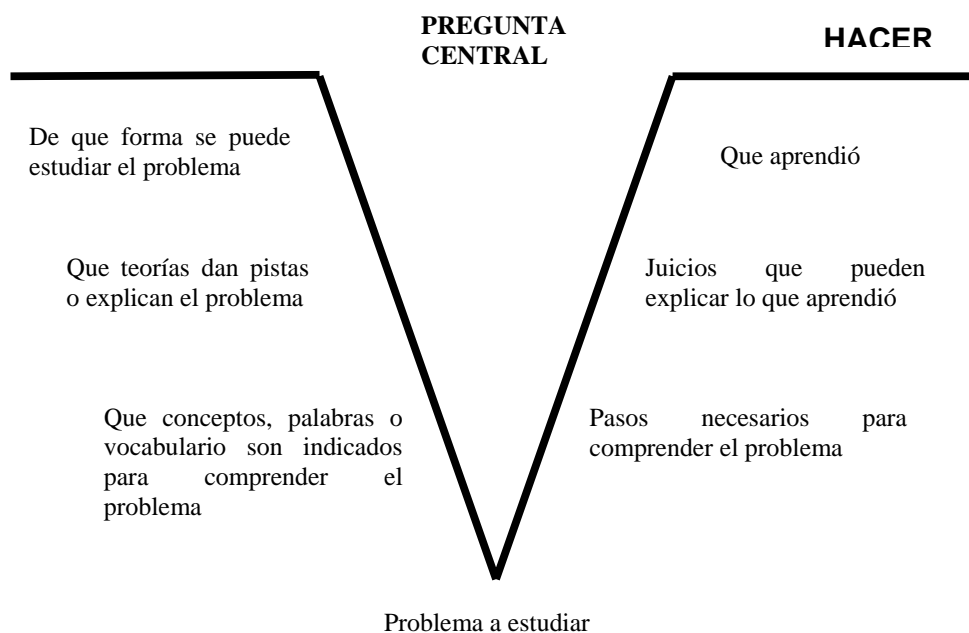 PREGUNTA
CENTRAL
HACER
De que forma se puede
estudiar el problema
Que aprendió
Que teorías dan pistas
o explican el problema
Juicios que pueden
explicar lo que aprendió
Que conceptos, palabras o
vocabulario son indicados
para comprender el
problema
Pasos necesarios para
comprender el problema
Problema a estudiar